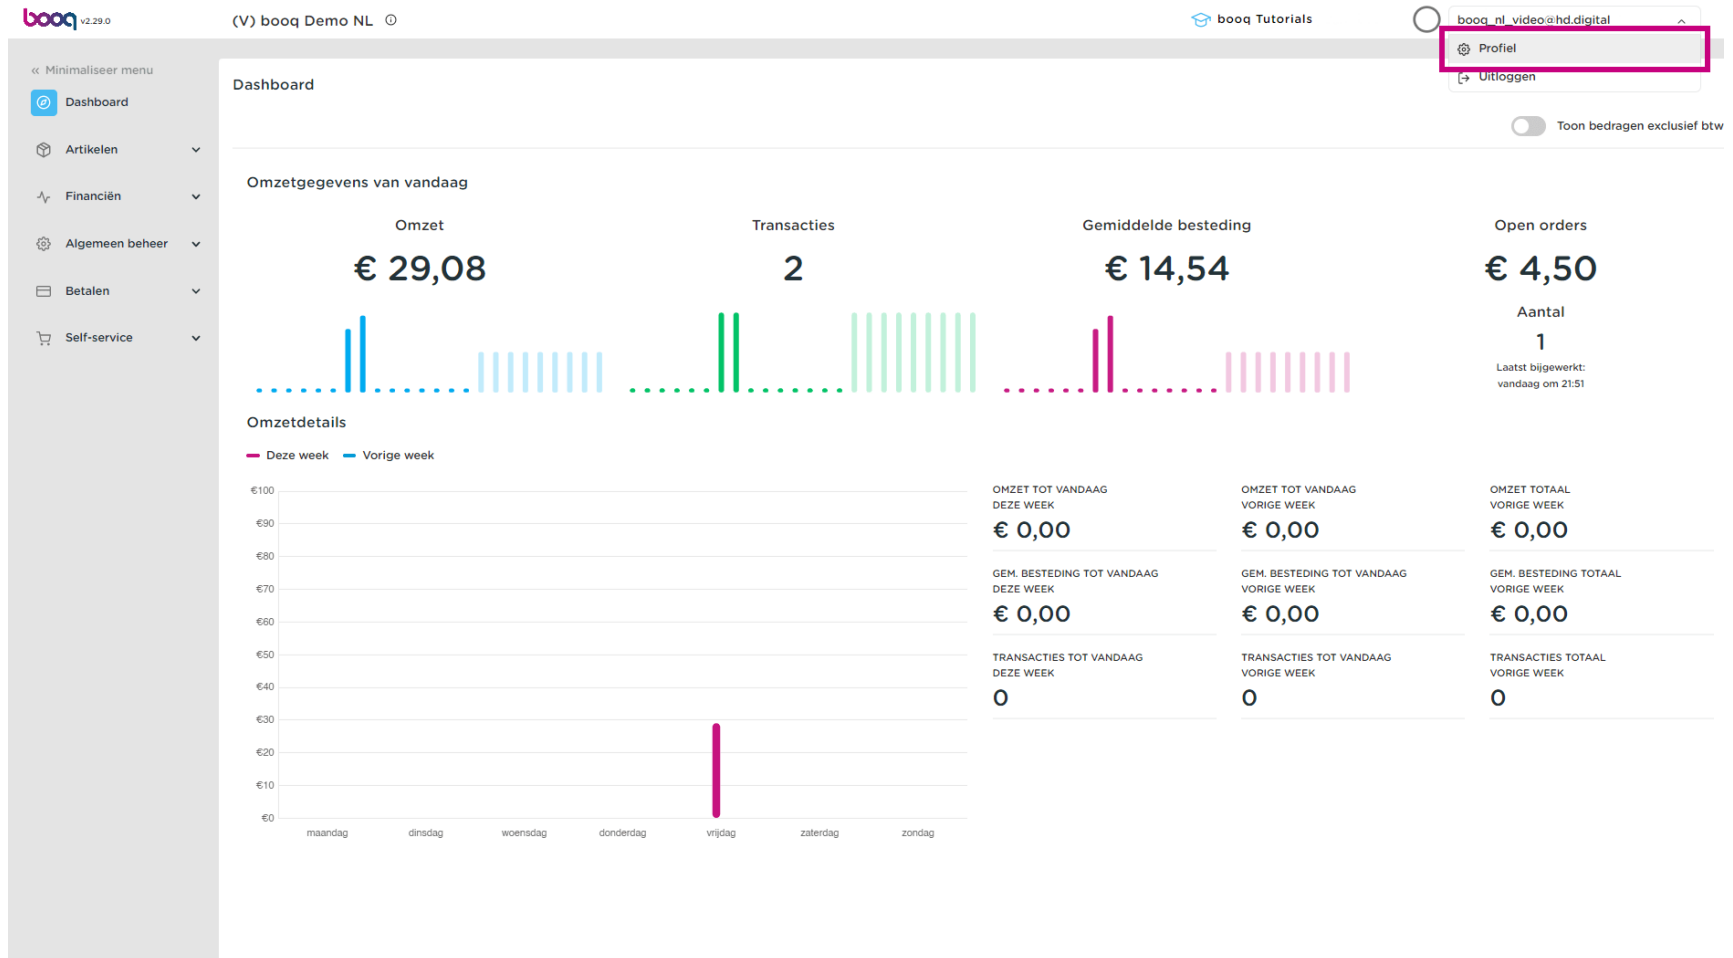 booq v2.29.0
(V) booq Demo NL
booq Tutorials
booq_nl_video@hd.digital
Profiel
Uitloggen
Minimaliseer menu
Dashboard
Artikelen
Financiën
Algemeen beheer
Betalen
Self-service
Dashboard
Toon bedragen exclusief btw
Omzetgegevens van vandaag
Omzet
€ 29,08
Transacties
2
Gemiddelde besteding
€ 14,54
Open orders
€ 4,50
Aantal
1
Laatst bijgewerkt:
vandaag om 21:51
Omzetdetails
Deze week
Vorige week
€100
€90
€80
€70
€60
€50
€40
€30
€20
€10
€0
maandag
dinsdag
woensdag
donderdag
vrijdag
zaterdag
zondag
OMZET TOT VANDAAG
DEZE WEEK
€ 0,00
OMZET TOT VANDAAG
VORIGE WEEK
€ 0,00
OMZET TOTAAL
VORIGE WEEK
€ 0,00
GEM. BESTEDING TOT VANDAAG
DEZE WEEK
€ 0,00
GEM. BESTEDING TOT VANDAAG
VORIGE WEEK
€ 0,00
GEM. BESTEDING TOTAAL
VORIGE WEEK
€ 0,00
TRANSACTIES TOT VANDAAG
DEZE WEEK
0
TRANSACTIES TOT VANDAAG
VORIGE WEEK
0
TRANSACTIES TOTAAL
VORIGE WEEK
0